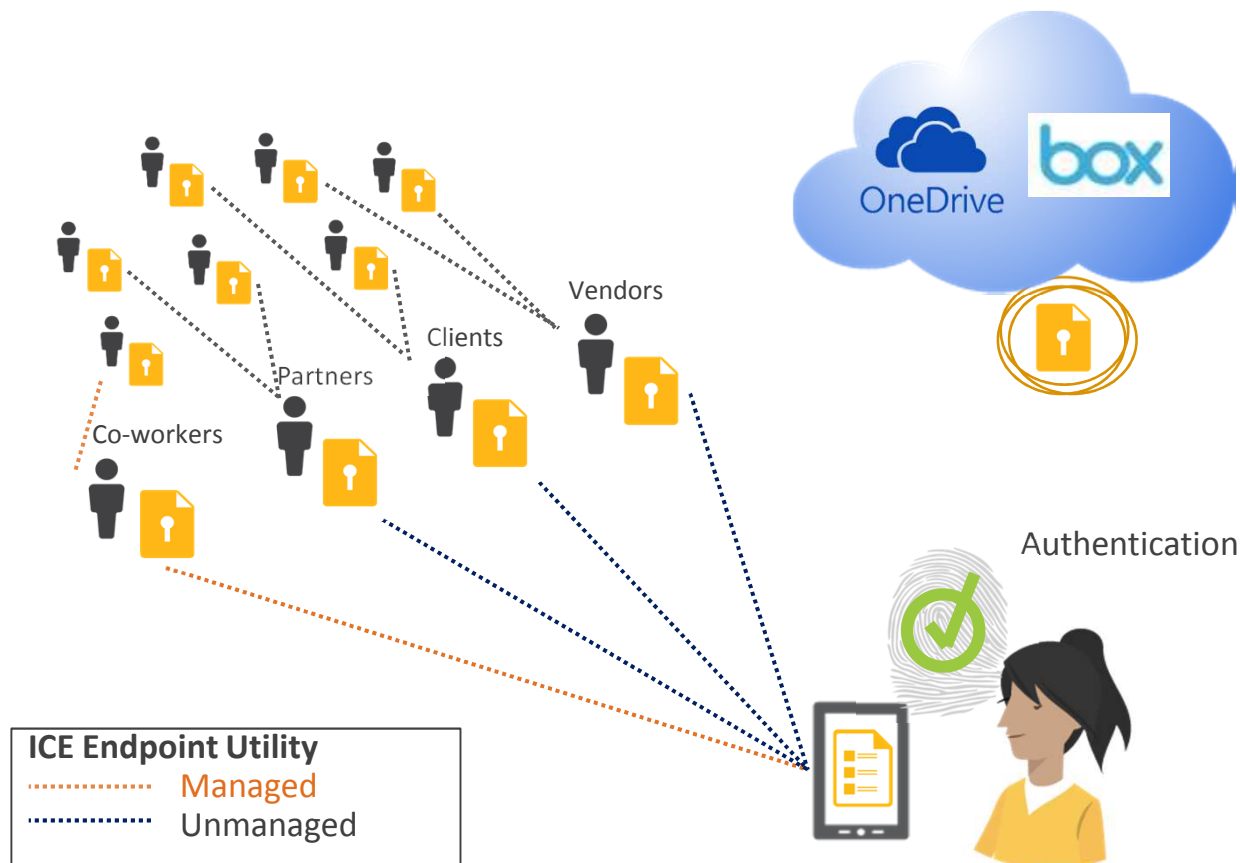 OneDrive
box
Vendors
Clients
Partners
Co-workers
Authentication
ICE Endpoint Utility
Managed
Unmanaged